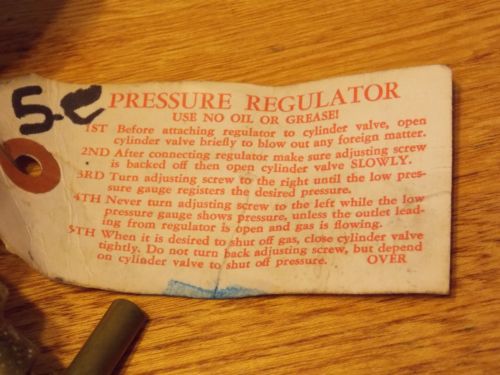 5-C
PRESSURE REGULATOR
USE NO OIL OR GREASE!
1ST Before attaching regulator to cylinder valve, open
cylinder valve briefly to blow out any foreign matter.
2ND After connecting regulator make sure adjusting screw
is backed off then open cylinder valve SLOWLY.
3RD Turn adjusting screw to the right until the low pres-
sure gauge registers the desired pressure.
4TH Never turn adjusting screw to the left while the low
pressure gauge shows pressure, unless the outlet lead-
ing from regulator is open and gas is flowing.
5TH When it is desired to shut off gas, close cylinder valve
tightly. Do not turn back adjusting screw, but depend
on cylinder valve to shut off pressure. OVER